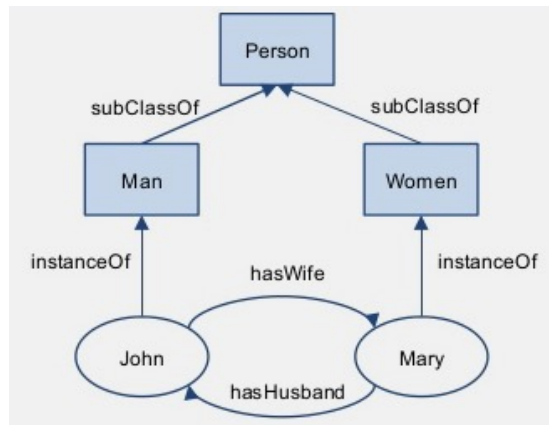 Person
subClassOf
subClassOf
Man
Women
instanceOf
instanceOf
hasWife
John
Mary
hasHusband